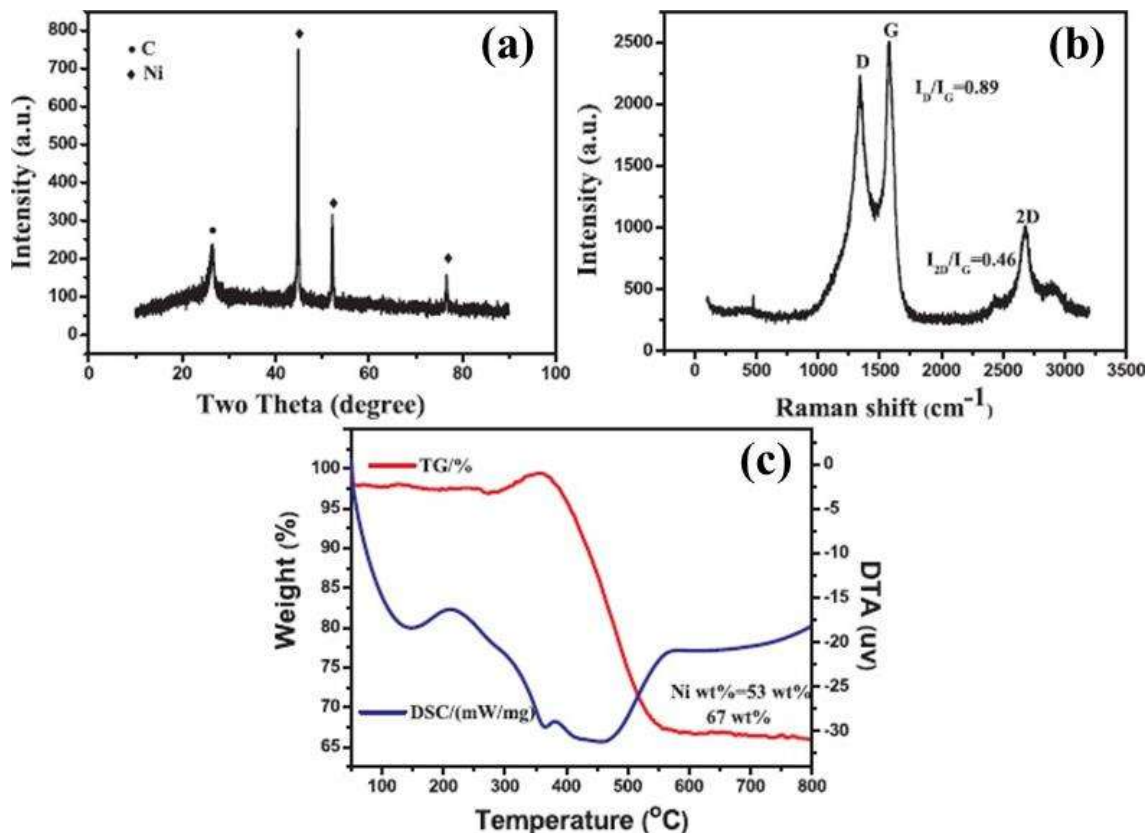 (a)
• C
♦ Ni
Intensity (a.u.)
800
700
600
500
400
300
200
100
0
0 20 40 60 80 100
Two Theta (degree)
(b)
D
G
I_D/I_G=0.89
2D
I_2D/I_G=0.46
Intensity (a.u.)
2500
2000
1500
1000
500
0
0 500 1000 1500 2000 2500 3000 3500
Raman shift (cm⁻¹)
(c)
TG/%
DSC/(mW/mg)
Ni wt%=53 wt%
67 wt%
Weight (%)
100
95
90
85
80
75
70
65
DTA (uv)
0
-5
-10
-15
-20
-25
-30
100 200 300 400 500 600 700 800
Temperature (°C)